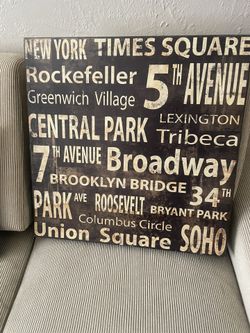 NEW YORK TIMES SQUARE
Rockefeller 5TH AVENUE
Greenwich Village
LEXINGTON
CENTRAL PARK Tribeca
7TH AVENUE Broadway
BROOKLYN BRIDGE 34TH
PARK AVE ROOSEVELT BRYANT PARK
Columbus Circle
Union Square SOHO